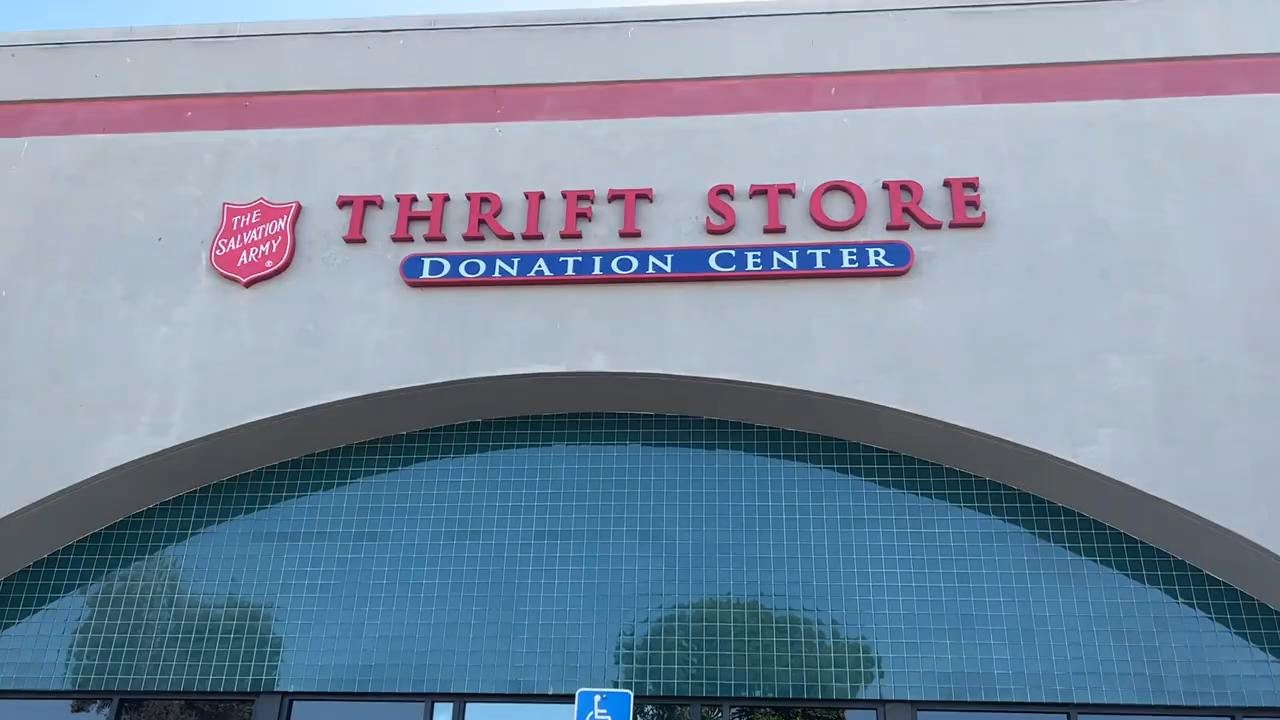 THE
SALVATION
ARMY
®
THRIFT STORE
DONATION CENTER